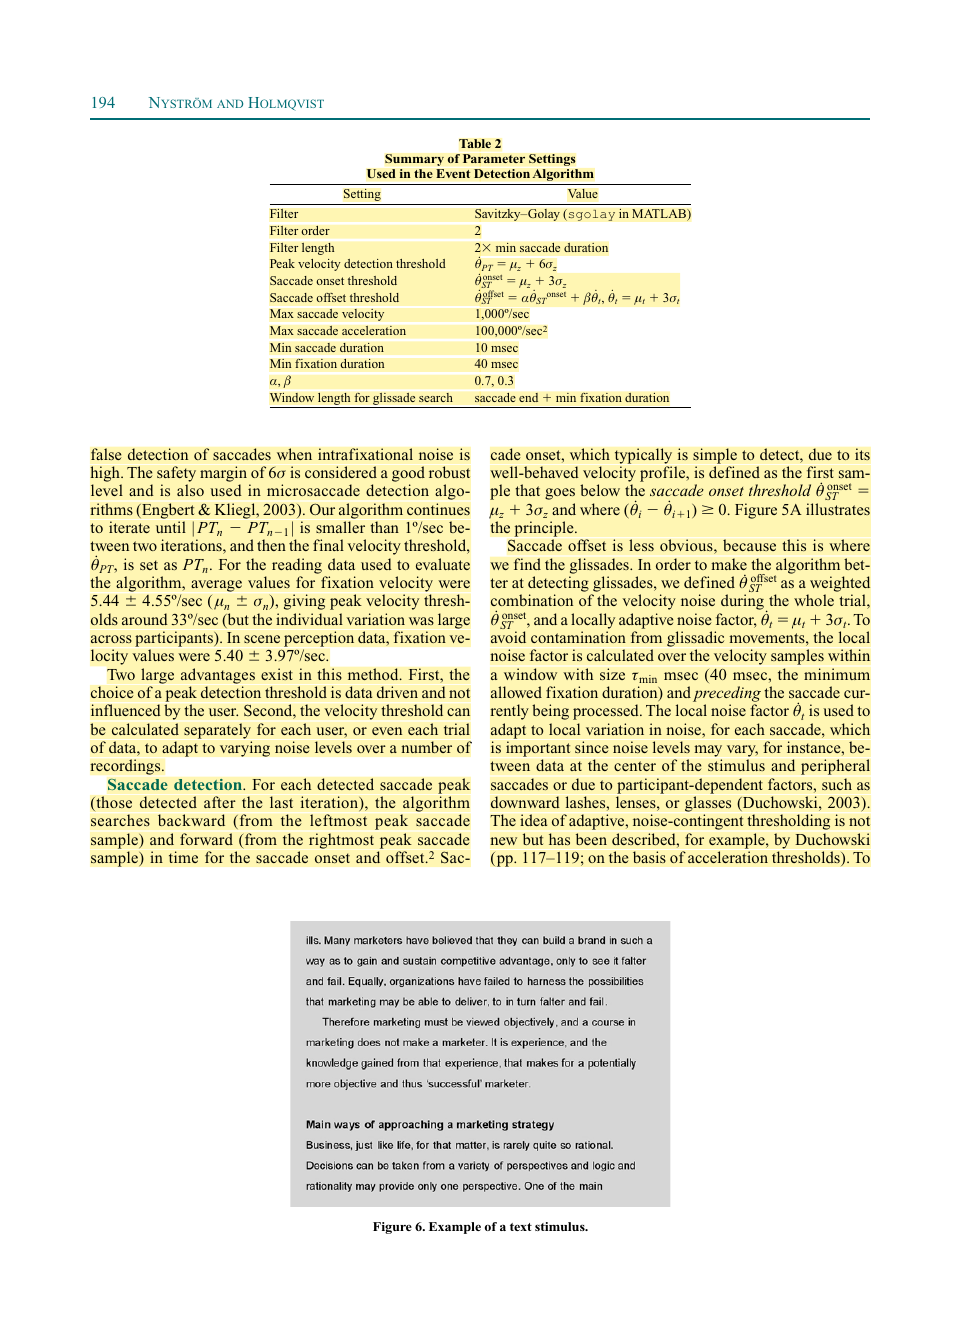 194 NYSTRÖM AND HOLMQVIST
Table 2
Summary of Parameter Settings
Used in the Event Detection Algorithm
Setting Value
Filter Savitzky–Golay (sgolay in MATLAB)
Filter order 2
Filter length 2× min saccade duration
Peak velocity detection threshold θ̇PT = μz + 6σz
Saccade onset threshold θ̇STonset = μz + 3σz
Saccade offset threshold θ̇SToffset = αθ̇STonset + βθ̇t, θ̇t = μt + 3σt
Max saccade velocity 1,000º/sec
Max saccade acceleration 100,000º/sec2
Min saccade duration 10 msec
Min fixation duration 40 msec
α, β 0.7, 0.3
Window length for glissade search saccade end + min fixation duration
false detection of saccades when intrafixational noise is
high. The safety margin of 6σ is considered a good robust
level and is also used in microsaccade detection algo-
rithms (Engbert & Kliegl, 2003). Our algorithm continues
to iterate until |PTn − PTn−1| is smaller than 1º/sec be-
tween two iterations, and then the final velocity threshold,
θ̇PT, is set as PTn. For the reading data used to evaluate
the algorithm, average values for fixation velocity were
5.44 ± 4.55º/sec (μn ± σn), giving peak velocity thresh-
olds around 33º/sec (but the individual variation was large
across participants). In scene perception data, fixation ve-
locity values were 5.40 ± 3.97º/sec.
Two large advantages exist in this method. First, the
choice of a peak detection threshold is data driven and not
influenced by the user. Second, the velocity threshold can
be calculated separately for each user, or even each trial
of data, to adapt to varying noise levels over a number of
recordings.
Saccade detection. For each detected saccade peak
(those detected after the last iteration), the algorithm
searches backward (from the leftmost peak saccade
sample) and forward (from the rightmost peak saccade
sample) in time for the saccade onset and offset.2 Sac-
cade onset, which typically is simple to detect, due to its
well-behaved velocity profile, is defined as the first sam-
ple that goes below the saccade onset threshold θ̇STonset =
μz + 3σz and where (θ̇i − θ̇i+1) ≥ 0. Figure 5A illustrates
the principle.
Saccade offset is less obvious, because this is where
we find the glissades. In order to make the algorithm bet-
ter at detecting glissades, we defined θ̇SToffset as a weighted
combination of the velocity noise during the whole trial,
θ̇STonset, and a locally adaptive noise factor, θ̇t = μt + 3σt. To
avoid contamination from glissadic movements, the local
noise factor is calculated over the velocity samples within
a window with size τmin msec (40 msec, the minimum
allowed fixation duration) and preceding the saccade cur-
rently being processed. The local noise factor θ̇t is used to
adapt to local variation in noise, for each saccade, which
is important since noise levels may vary, for instance, be-
tween data at the center of the stimulus and peripheral
saccades or due to participant-dependent factors, such as
downward lashes, lenses, or glasses (Duchowski, 2003).
The idea of adaptive, noise-contingent thresholding is not
new but has been described, for example, by Duchowski
(pp. 117–119; on the basis of acceleration thresholds). To
ills. Many marketers have believed that they can build a brand in such a
way as to gain and sustain competitive advantage, only to see it falter
and fail. Equally, organizations have failed to harness the possibilities
that marketing may be able to deliver, to in turn falter and fail.
Therefore marketing must be viewed objectively, and a course in
marketing does not make a marketer. It is experience, and the
knowledge gained from that experience, that makes for a potentially
more objective and thus ‘successful’ marketer.
Main ways of approaching a marketing strategy
Business, just like life, for that matter, is rarely quite so rational.
Decisions can be taken from a variety of perspectives and logic and
rationality may provide only one perspective. One of the main
Figure 6. Example of a text stimulus.